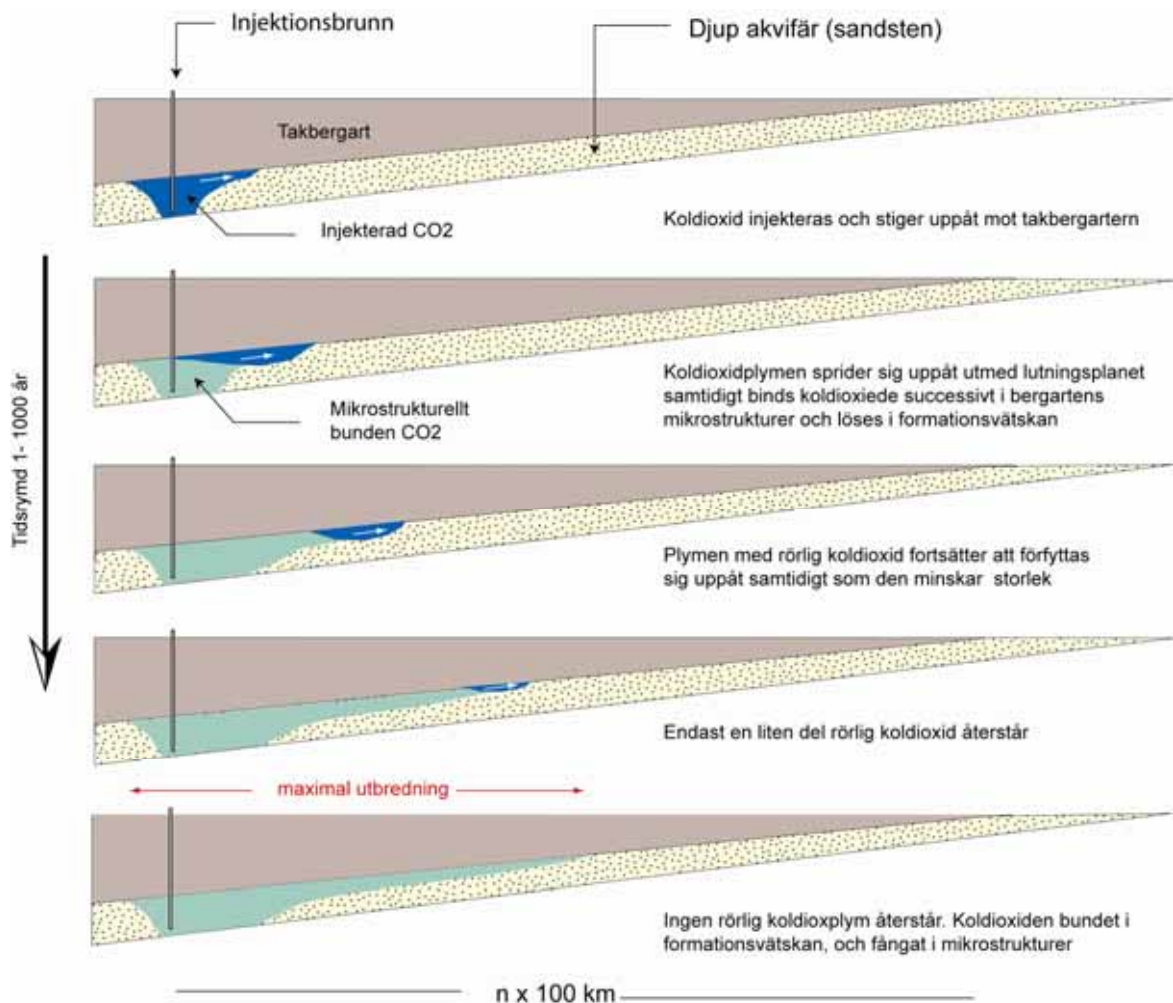 Injektionsbrunn
Djup akvifär (sandsten)
Takbergart
Injekterad CO2
Koldioxid injekteras och stiger uppåt mot takbergartern
Tidsrymd 1- 1000 år
Mikrostrukturellt
bunden CO2
Koldioxidplymen sprider sig uppåt utmed lutningsplanet
samtidigt binds koldioxiede successivt i bergartens
mikrostrukturer och löses i formationsvätskan
Plymen med rörlig koldioxid fortsätter att förfyttas
sig uppåt samtidigt som den minskar storlek
Endast en liten del rörlig koldioxid återstår
maximal utbredning
Ingen rörlig koldioxplym återstår. Koldioxiden bundet i
formationsvätskan, och fångat i mikrostrukturer
n x 100 km